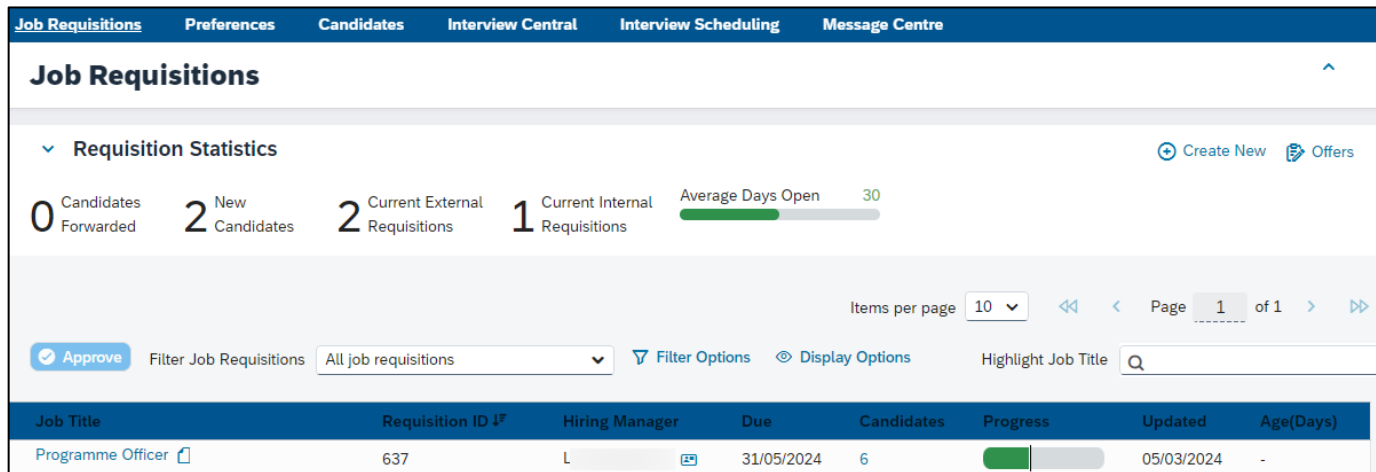 Job Requisitions Preferences Candidates Interview Central Interview Scheduling Message Centre
Job Requisitions
Requisition Statistics
Create New Offers
0 Candidates Forwarded 2 New Candidates 2 Current External Requisitions 1 Current Internal Requisitions Average Days Open 30
Items per page 10 Page 1 of 1
Approve Filter Job Requisitions All job requisitions Filter Options Display Options Highlight Job Title
Job Title Requisition ID Hiring Manager Due Candidates Progress Updated Age(Days)
Programme Officer 637 L 31/05/2024 6 05/03/2024 -